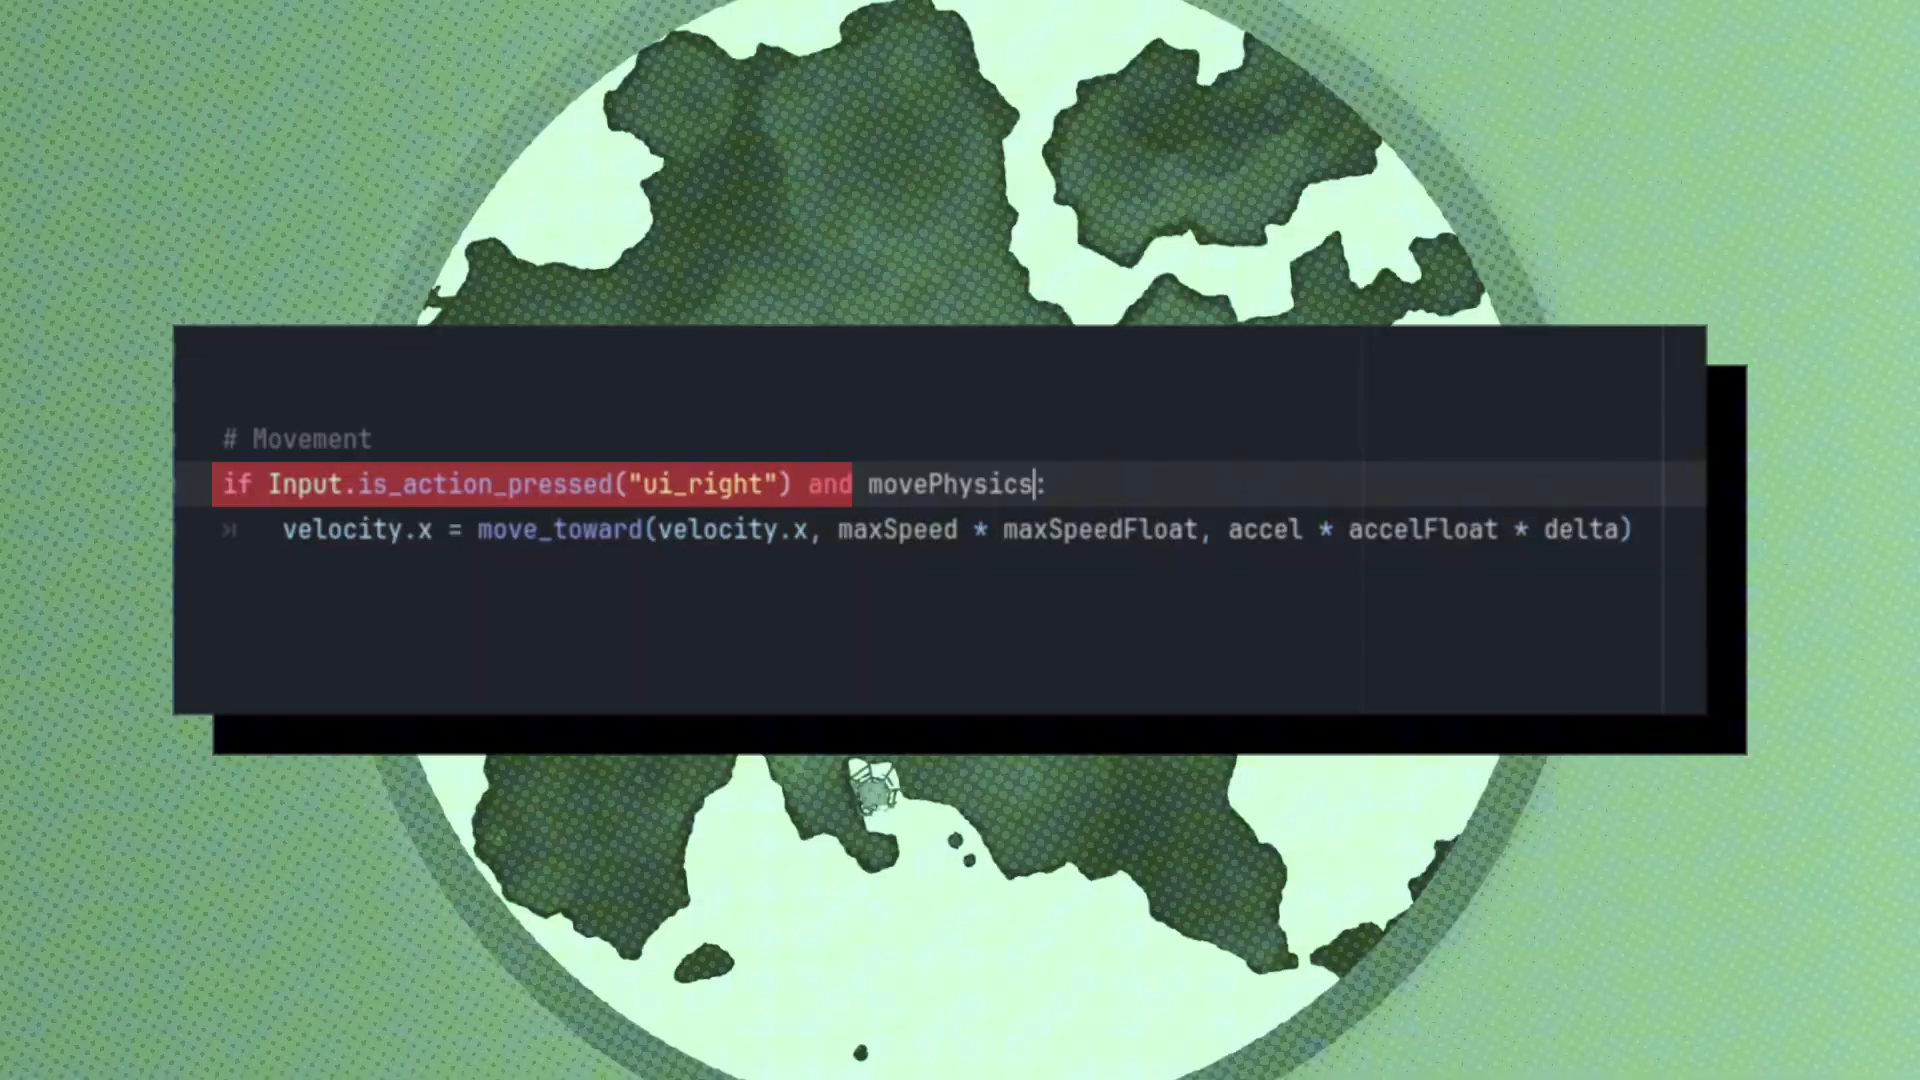 # Movement
if Input.is_action_pressed("ui_right") and movePhysics:
velocity.x = move_toward(velocity.x, maxSpeed * maxSpeedFloat, accel * accelFloat * delta)